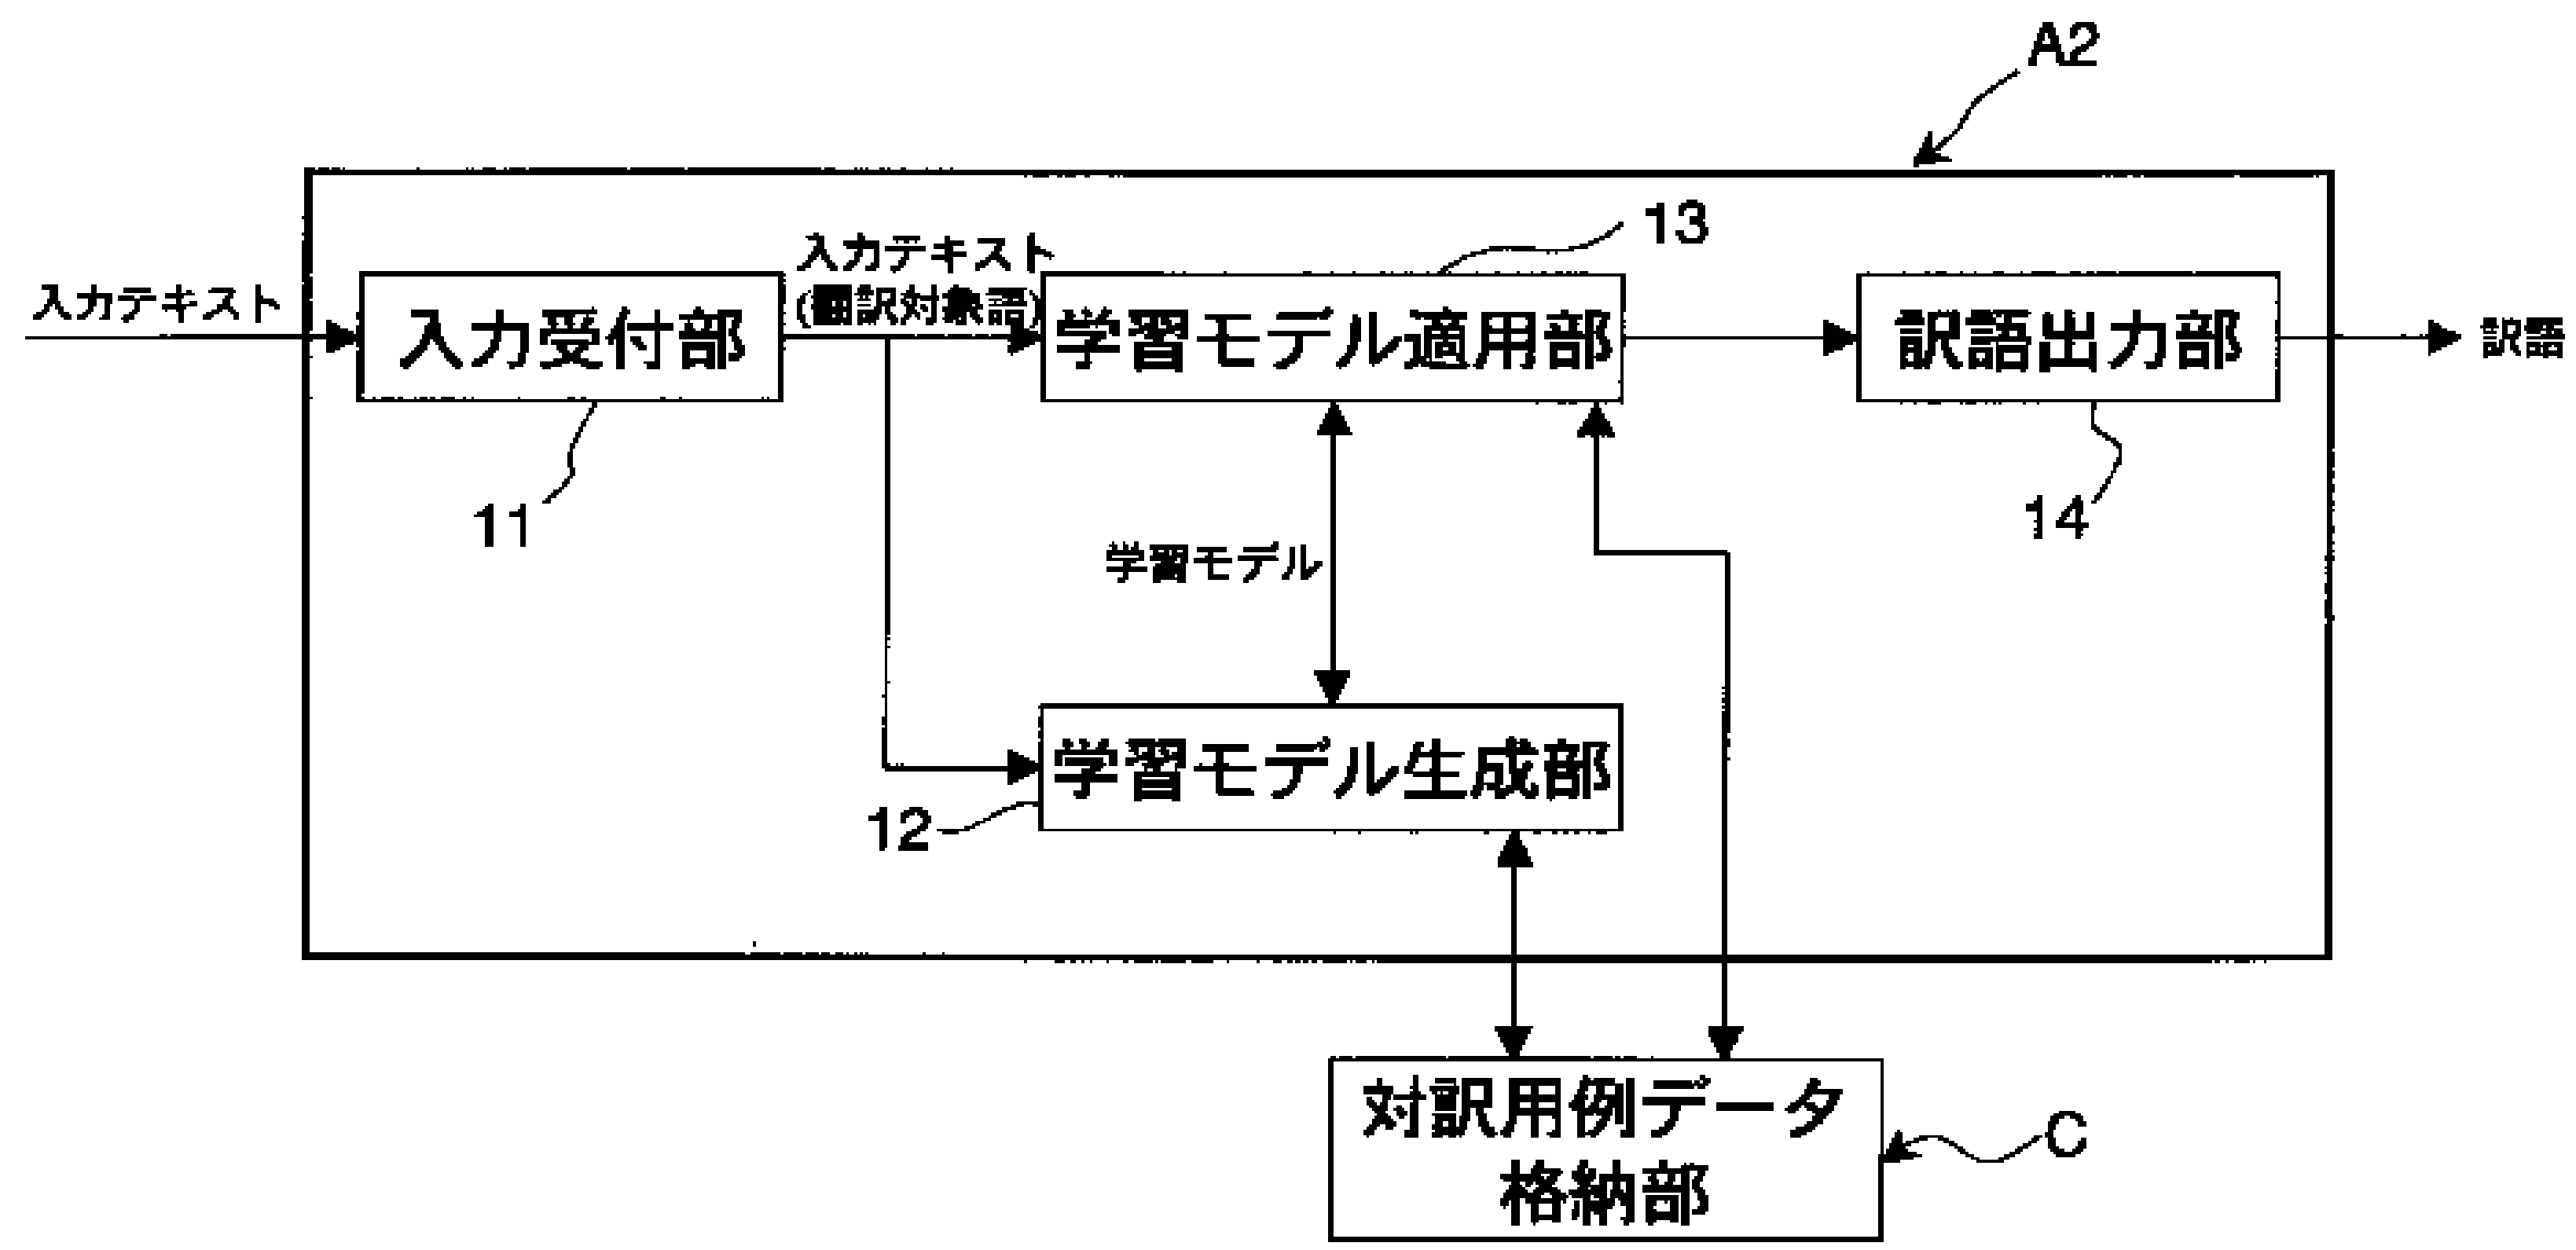 A2
13
入力テキスト
入力テキスト
(翻訳対象語)
入力受付部
学習モデル適用部
訳語出力部
訳語
11
14
学習モデル
学習モデル生成部
12
対訳用例データ
格納部
C